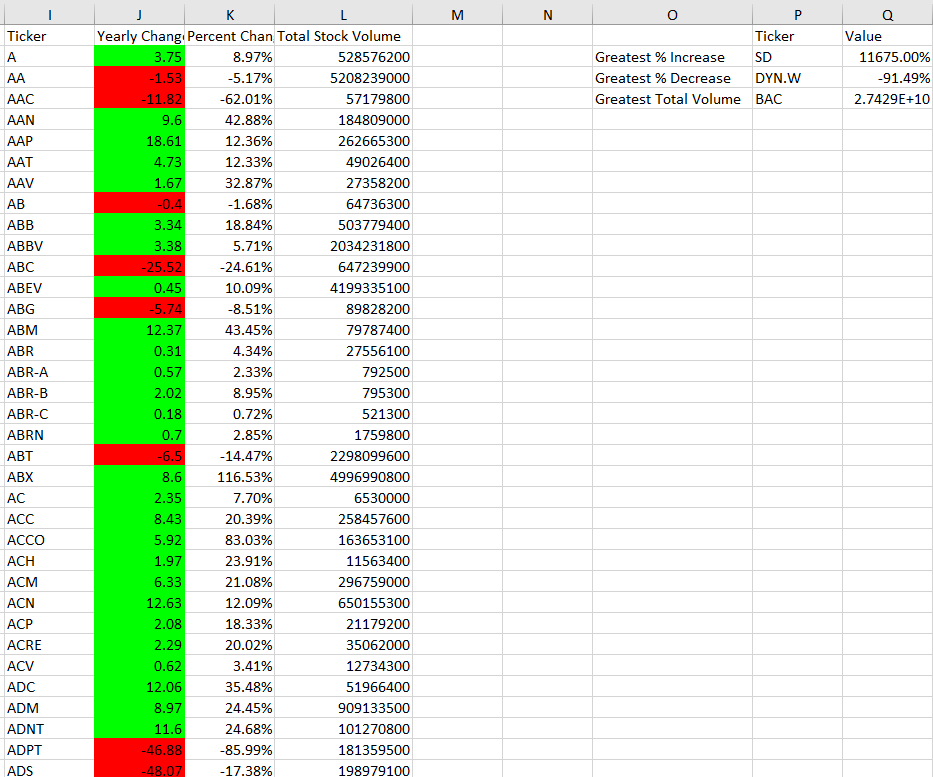 I J K L M N O P Q
Ticker Yearly Chang Percent Chan Total Stock Volume Ticker Value
A 3.75 8.97% 528576200 Greatest % Increase SD 11675.00%
AA -1.53 -5.17% 5208239000 Greatest % Decrease DYN.W -91.49%
AAC -11.82 -62.01% 57179800 Greatest Total Volume BAC 2.7429E+10
AAN 9.6 42.88% 184809000
AAP 18.61 12.36% 262665300
AAT 4.73 12.33% 49026400
AAV 1.67 32.87% 27358200
AB -0.4 -1.68% 64736300
ABB 3.34 18.84% 503779400
ABBV 3.38 5.71% 2034231800
ABC -25.52 -24.61% 647239900
ABEV 0.45 10.09% 4199335100
ABG -5.74 -8.51% 89828200
ABM 12.37 43.45% 79787400
ABR 0.31 4.34% 27556100
ABR-A 0.57 2.33% 792500
ABR-B 2.02 8.95% 795300
ABR-C 0.18 0.72% 521300
ABRN 0.7 2.85% 1759800
ABT -6.5 -14.47% 2298099600
ABX 8.6 116.53% 4996990800
AC 2.35 7.70% 6530000
ACC 8.43 20.39% 258457600
ACCO 5.92 83.03% 163653100
ACH 1.97 23.91% 11563400
ACM 6.33 21.08% 296759000
ACN 12.63 12.09% 650155300
ACP 2.08 18.33% 21179200
ACRE 2.29 20.02% 35062000
ACV 0.62 3.41% 12734300
ADC 12.06 35.48% 51966400
ADM 8.97 24.45% 909133500
ADNT 11.6 24.68% 101270800
ADPT -46.88 -85.99% 181359500
ADS -48.07 -17.38% 198979100